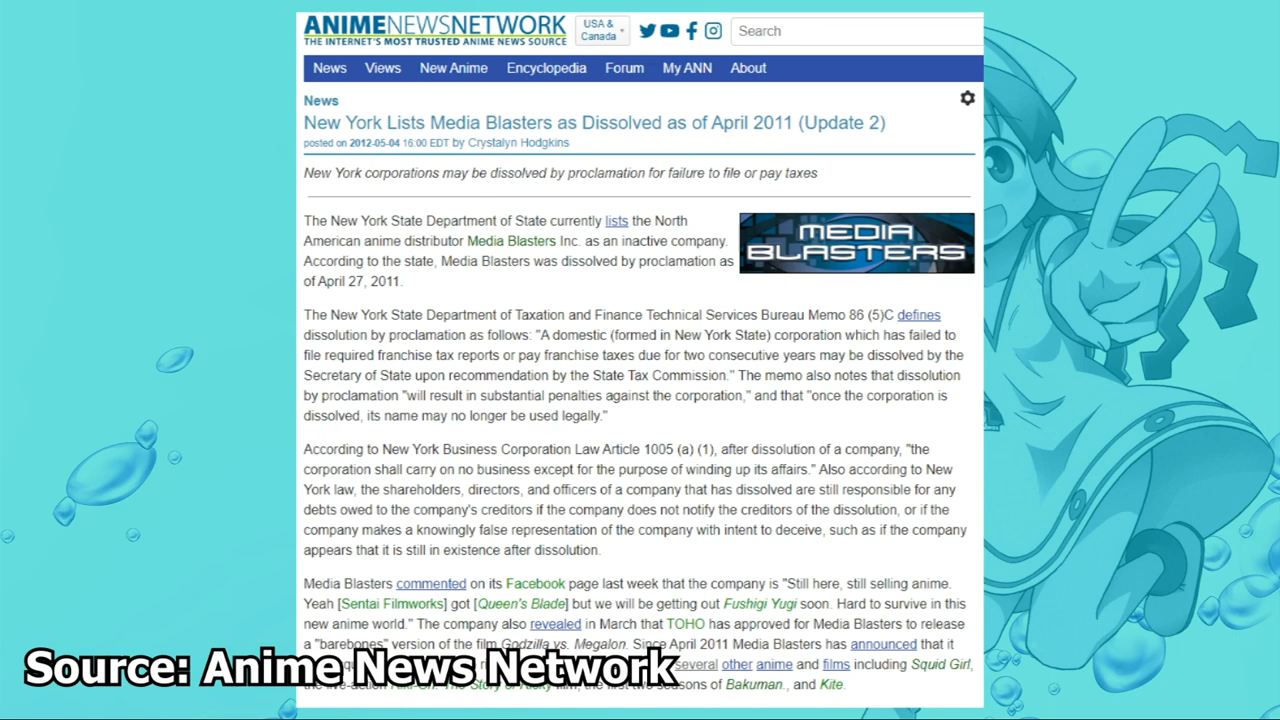 ANIMENEWSNETWORK
THE INTERNET'S MOST TRUSTED ANIME NEWS SOURCE
USA &
Canada
Search
News Views New Anime Encyclopedia Forum My ANN About
News
New York Lists Media Blasters as Dissolved as of April 2011 (Update 2)
posted on 2012-05-04 16:00 EDT by Crystalyn Hodgkins
New York corporations may be dissolved by proclamation for failure to file or pay taxes
The New York State Department of State currently lists the North
American anime distributor Media Blasters Inc. as an inactive company.
According to the state, Media Blasters was dissolved by proclamation as
of April 27, 2011.
MEDIA
BLASTERS
The New York State Department of Taxation and Finance Technical Services Bureau Memo 86 (5)C defines
dissolution by proclamation as follows: "A domestic (formed in New York State) corporation which has failed to
file required franchise tax reports or pay franchise taxes due for two consecutive years may be dissolved by the
Secretary of State upon recommendation by the State Tax Commission." The memo also notes that dissolution
by proclamation "will result in substantial penalties against the corporation," and that "once the corporation is
dissolved, its name may no longer be used legally."
According to New York Business Corporation Law Article 1005 (a) (1), after dissolution of a company, "the
corporation shall carry on no business except for the purpose of winding up its affairs." Also according to New
York law, the shareholders, directors, and officers of a company that has dissolved are still responsible for any
debts owed to the company's creditors if the company does not notify the creditors of the dissolution, or if the
company makes a knowingly false representation of the company with intent to deceive, such as if the company
appears that it is still in existence after dissolution.
Media Blasters commented on its Facebook page last week that the company is "Still here, still selling anime.
Yeah [Sentai Filmworks] got [Queen's Blade] but we will be getting out Fushigi Yugi soon. Hard to survive in this
new anime world." The company also revealed in March that TOHO has approved for Media Blasters to release
a "barebones" version of the film Godzilla vs. Megalon. Since April 2011 Media Blasters has announced that it
several other anime and films including Squid Girl,
film, the first two seasons of Bakuman., and Kite.
Source: Anime News Network